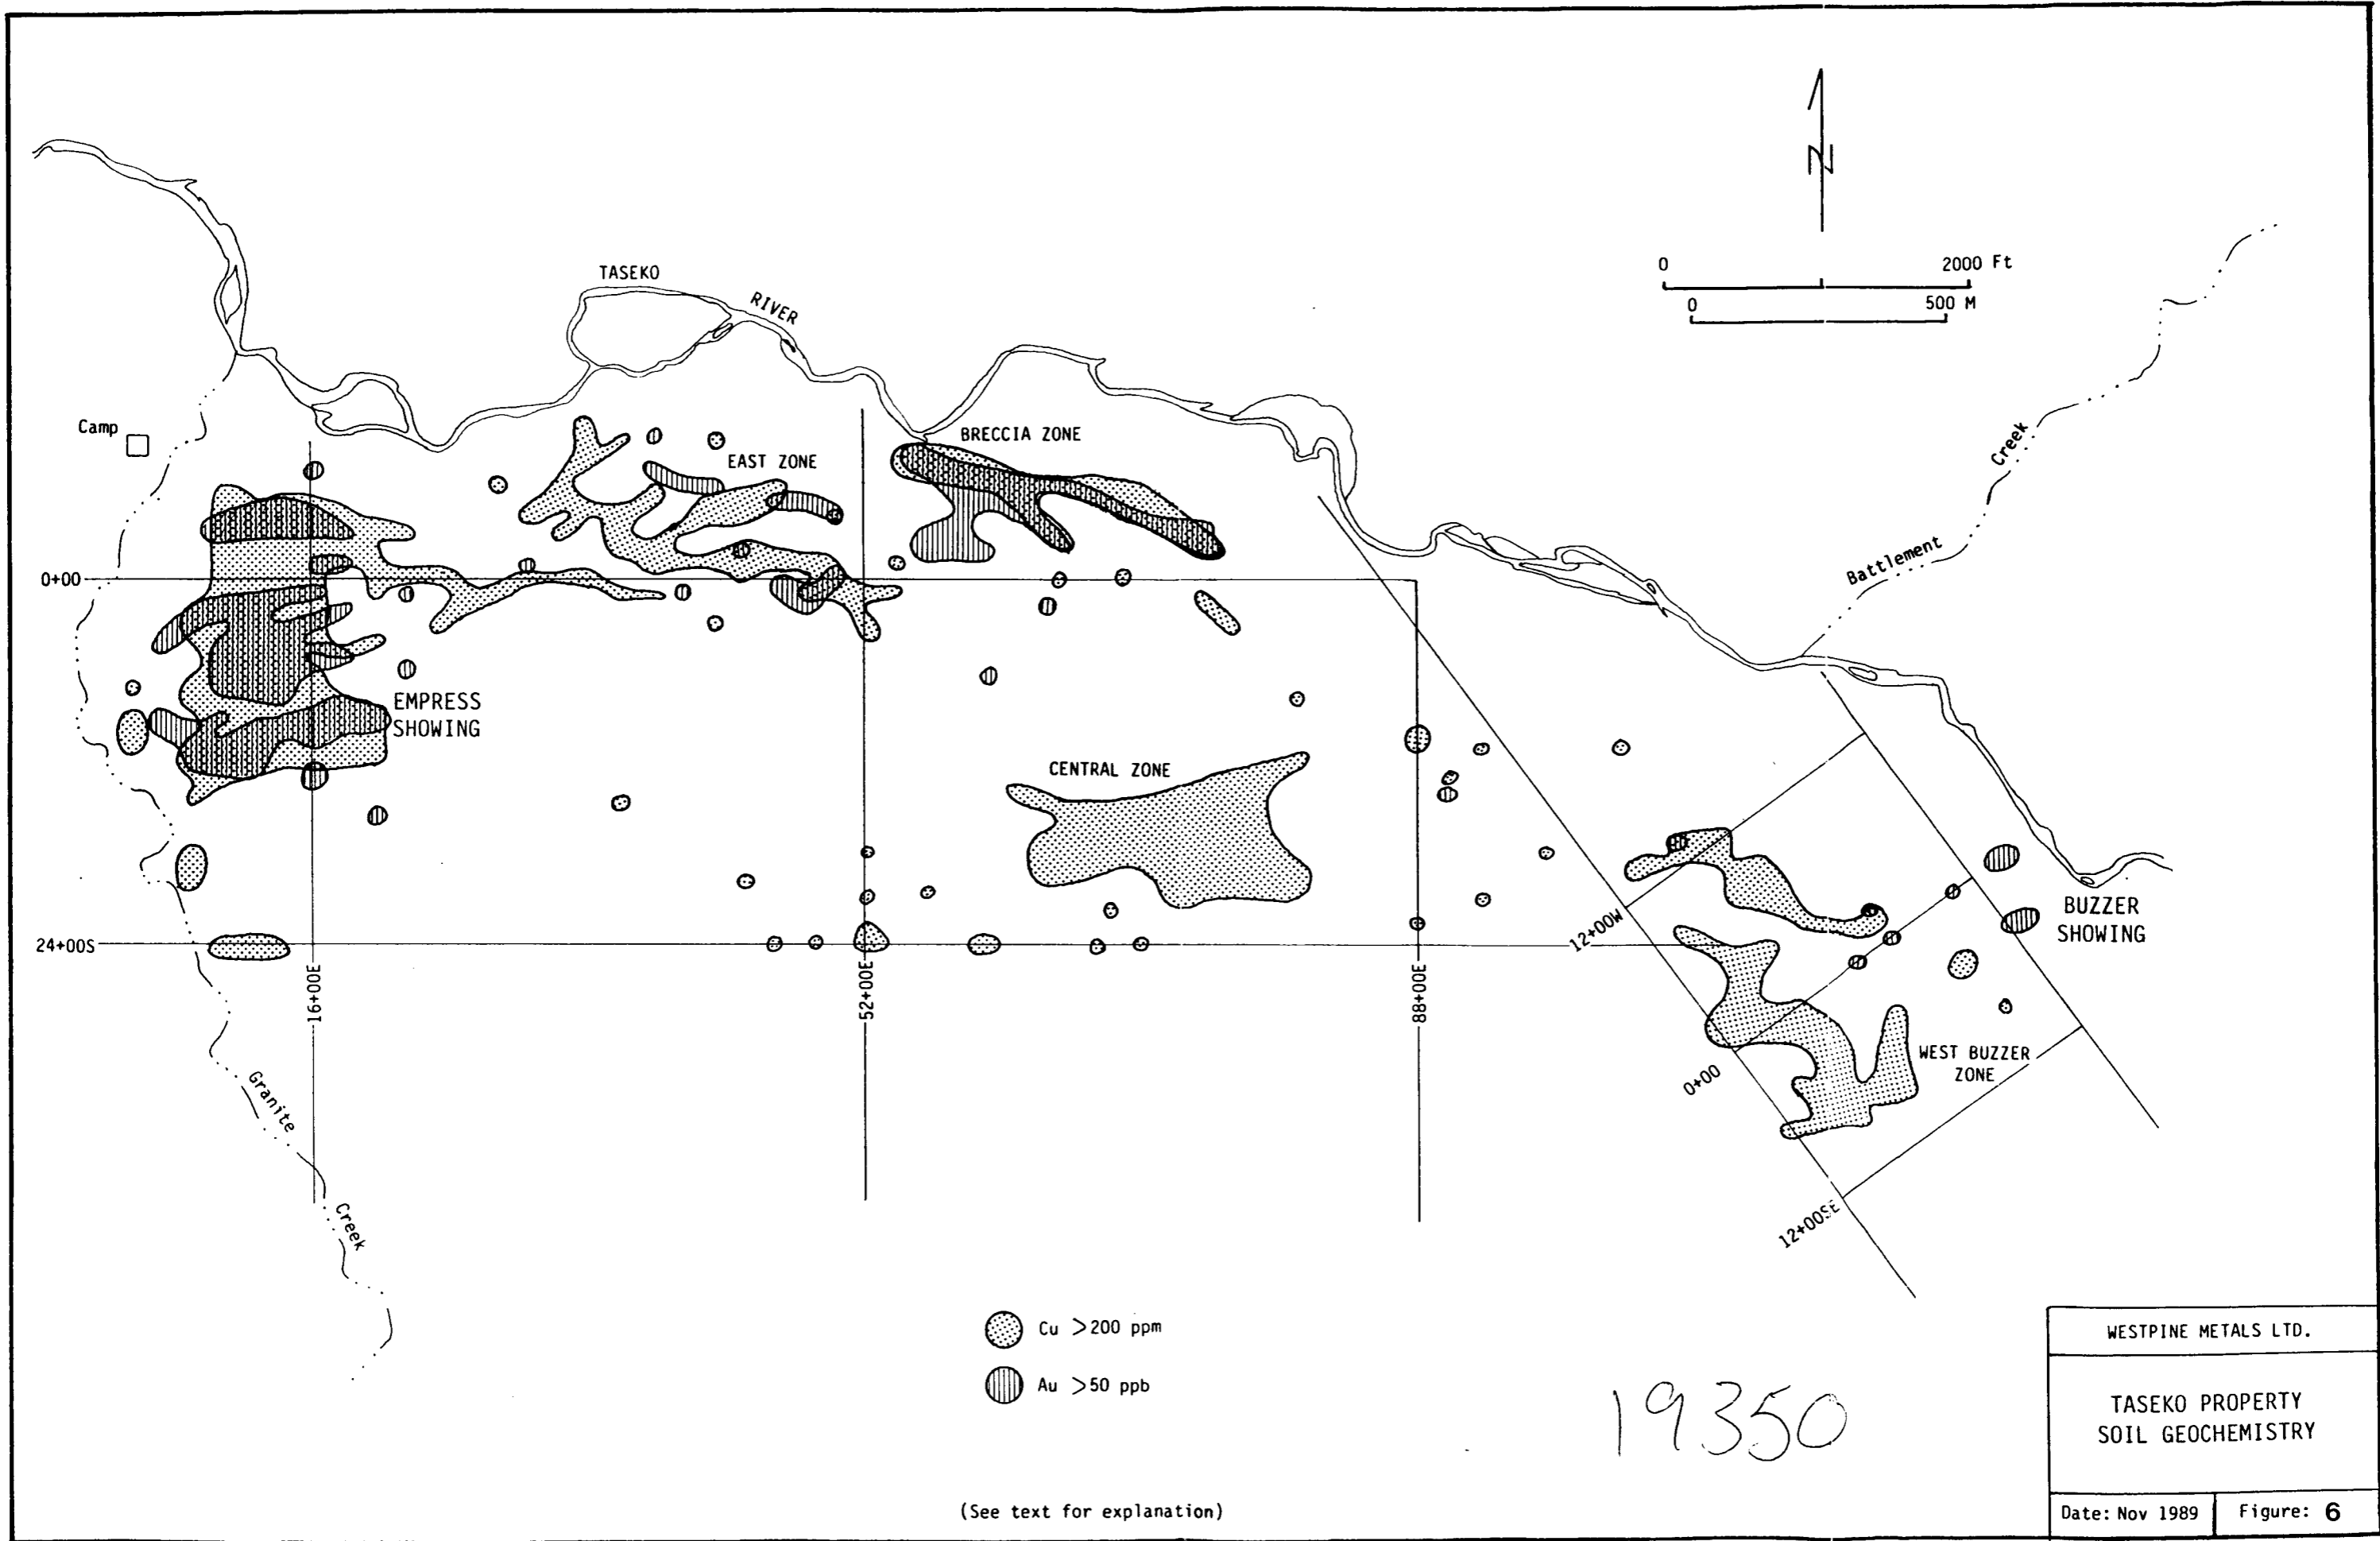 N
0 2000 Ft
0 500 M
TASEKO
RIVER
Camp
BRECCIA ZONE
EAST ZONE
Creek
Battlement
0+00
EMPRESS
SHOWING
CENTRAL ZONE
BUZZER
SHOWING
12+00W
24+00S
16+00E
52+00E
88+00E
WEST BUZZER
ZONE
0+00
Granite
Creek
12+00SE
Cu >200 ppm
Au >50 ppb
19350
WESTPINE METALS LTD.
TASEKO PROPERTY
SOIL GEOCHEMISTRY
(See text for explanation)
Date: Nov 1989 Figure: 6